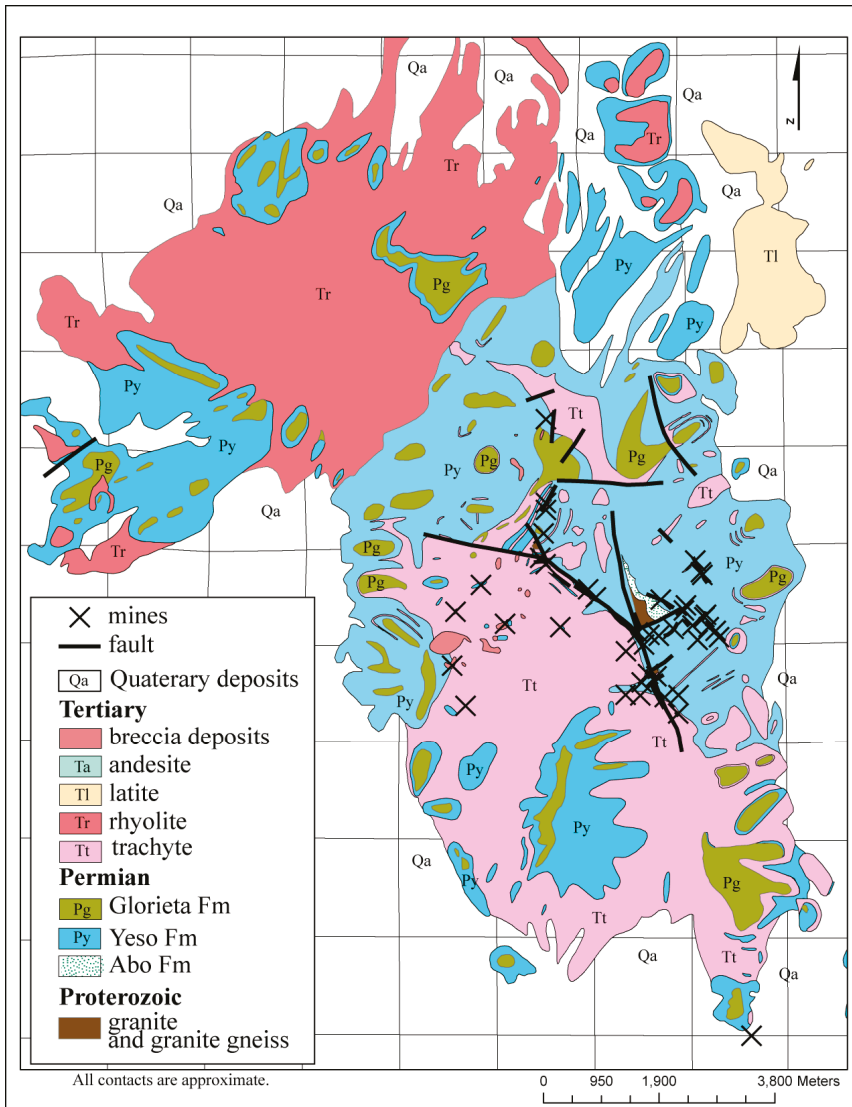 Qa
Qa
Qa
Qa
N
Tr
Tr
Qa
Qa
Tl
Py
Pg
Tr
Tr
Py
Py
Tt
Pg
Pg
Py
Pg
Py
Qa
Tt
Qa
Tr
Pg
Py
Pg
Pg
mines
fault
Qa Quaterary deposits
Tertiary
breccia deposits
Ta andesite
Tl latite
Tr rhyolite
Tt trachyte
Permian
Pg Glorieta Fm
Py Yeso Fm
Abo Fm
Proterozoic
granite
and granite gneiss
Tt
Py
Qa
Tt
Py
Py
Qa
Py
Pg
Tt
Qa
Tt
Qa
All contacts are approximate.
0 950 1,900 3,800 Meters